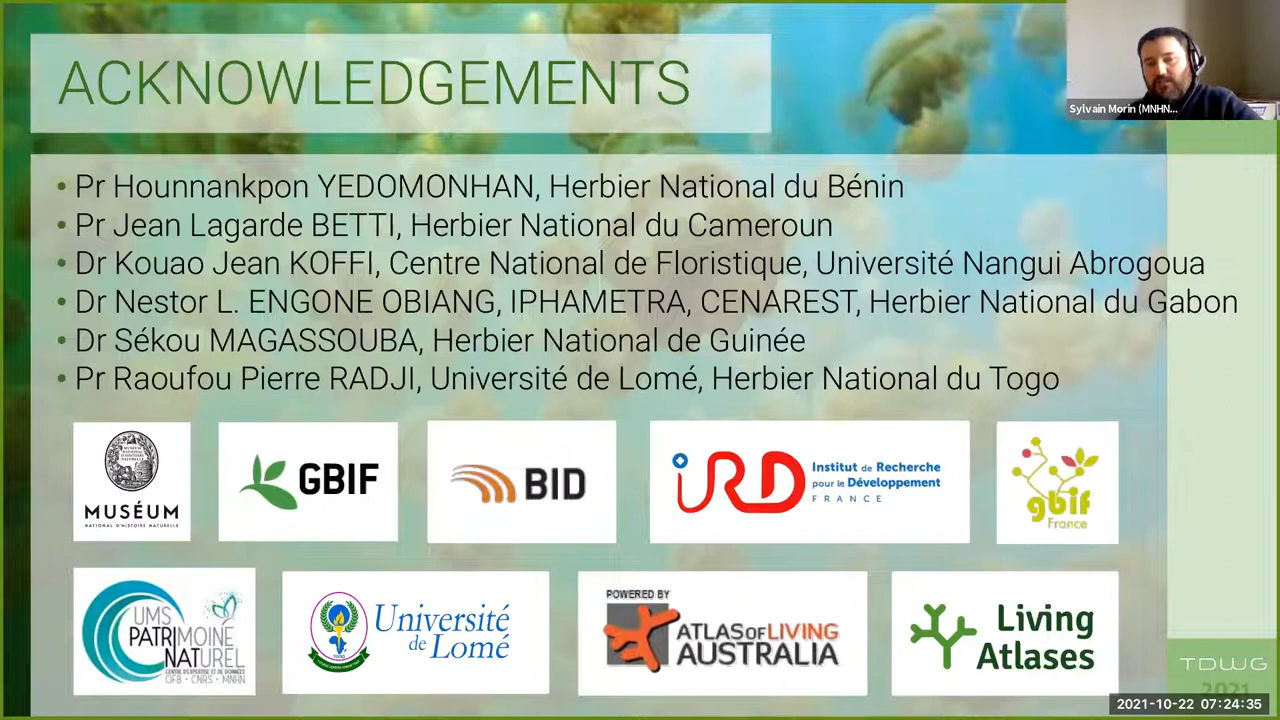 ACKNOWLEDGEMENTS
Sylvain Morin (MNHN...
• Pr Hounnankpon YEDOMONHAN, Herbier National du Bénin
• Pr Jean Lagarde BETTI, Herbier National du Cameroun
• Dr Kouao Jean KOFFI, Centre National de Floristique, Université Nangui Abrogoua
• Dr Nestor L. ENGONE OBIANG, IPHAMETRA, CENAREST, Herbier National du Gabon
• Dr Sékou MAGASSOUBA, Herbier National de Guinée
• Pr Raoufou Pierre RADJI, Université de Lomé, Herbier National du Togo
MUSÉUM
NATIONAL D'HISTOIRE NATURELLE
GBIF
BID
iRD
Institut de Recherche
pour le Développement
FRANCE
gbif
France
UMS
PATRIMOINE
NATUREL
CENTRE D'EXPERTISE ET DE DONNÉES
OFB • CNRS • MNHN
Université
de Lomé
POWERED BY
ATLAS OF LIVING
AUSTRALIA
Living
Atlases
TDWG
2021
2021-10-22 07:24:35